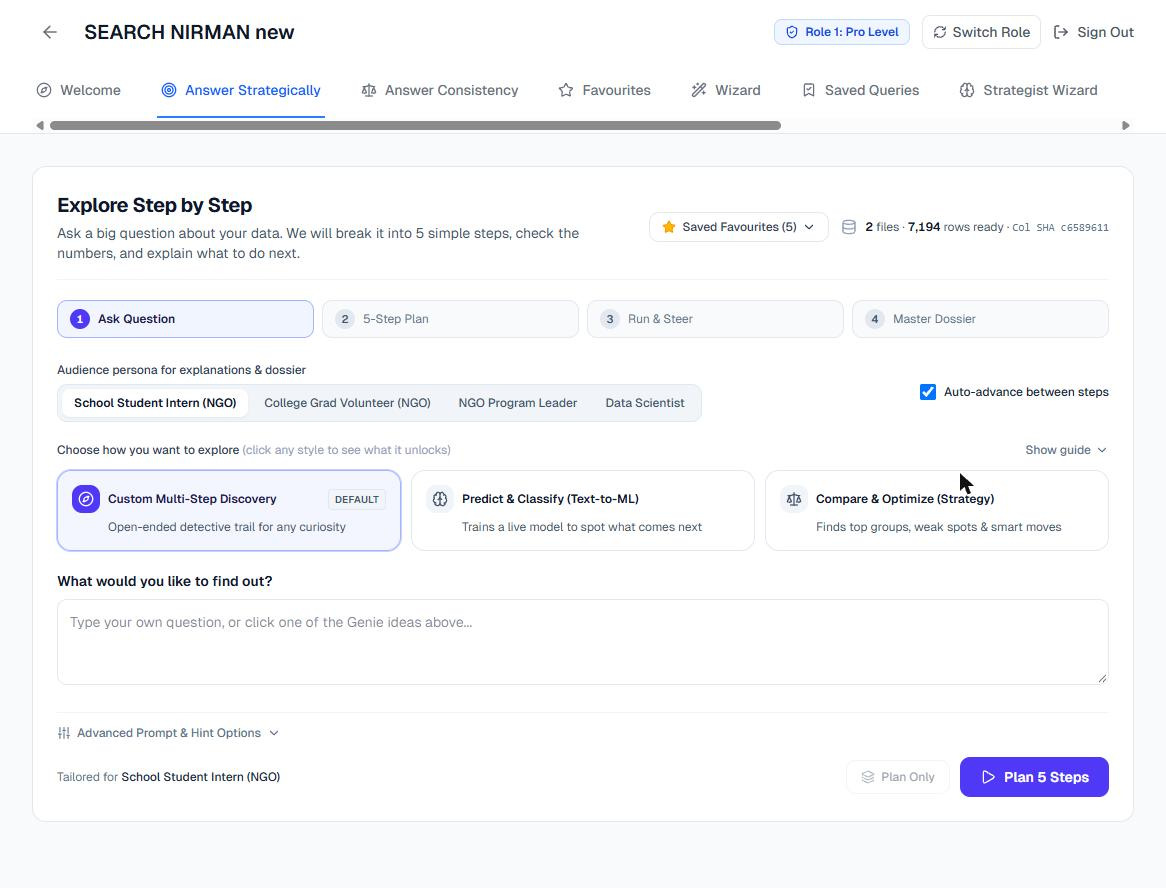 SEARCH NIRMAN new
Role 1: Pro Level
Switch Role
Sign Out
Welcome
Answer Strategically
Answer Consistency
Favourites
Wizard
Saved Queries
Strategist Wizard
Explore Step by Step
Ask a big question about your data. We will break it into 5 simple steps, check the
numbers, and explain what to do next.
Saved Favourites (5)
2 files · 7,194 rows ready · Col SHA c6589611
1 Ask Question
2 5-Step Plan
3 Run & Steer
4 Master Dossier
Audience persona for explanations & dossier
School Student Intern (NGO)
College Grad Volunteer (NGO)
NGO Program Leader
Data Scientist
Auto-advance between steps
Choose how you want to explore (click any style to see what it unlocks)
Show guide
Custom Multi-Step Discovery
DEFAULT
Open-ended detective trail for any curiosity
Predict & Classify (Text-to-ML)
Trains a live model to spot what comes next
Compare & Optimize (Strategy)
Finds top groups, weak spots & smart moves
What would you like to find out?
Type your own question, or click one of the Genie ideas above...
Advanced Prompt & Hint Options
Tailored for School Student Intern (NGO)
Plan Only
Plan 5 Steps